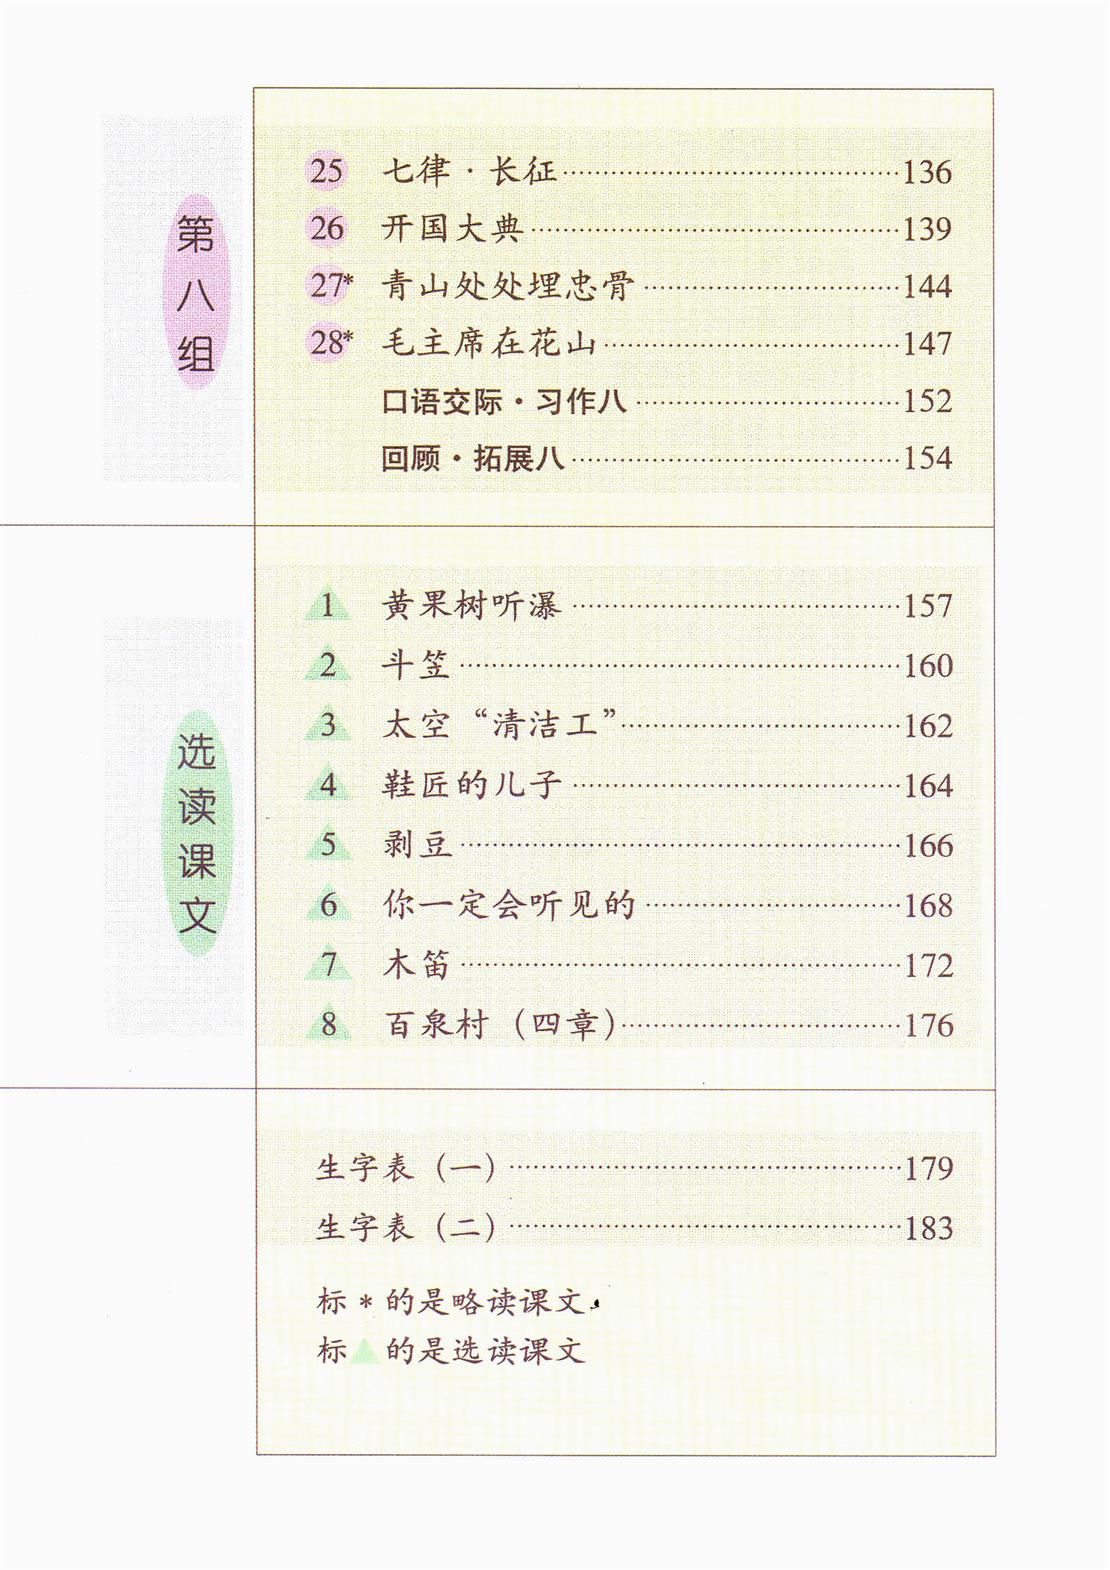 第八组
25 七律·长征 136
26 开国大典 139
27* 青山处处埋忠骨 144
28* 毛主席在花山 147
口语交际·习作八 152
回顾·拓展八 154
选读课文
1 黄果树听瀑 157
2 斗笠 160
3 太空“清洁工” 162
4 鞋匠的儿子 164
5 剥豆 166
6 你一定会听见的 168
7 木笛 172
8 百泉村（四章） 176
生字表（一） 179
生字表（二） 183
标*的是略读课文
标▲的是选读课文